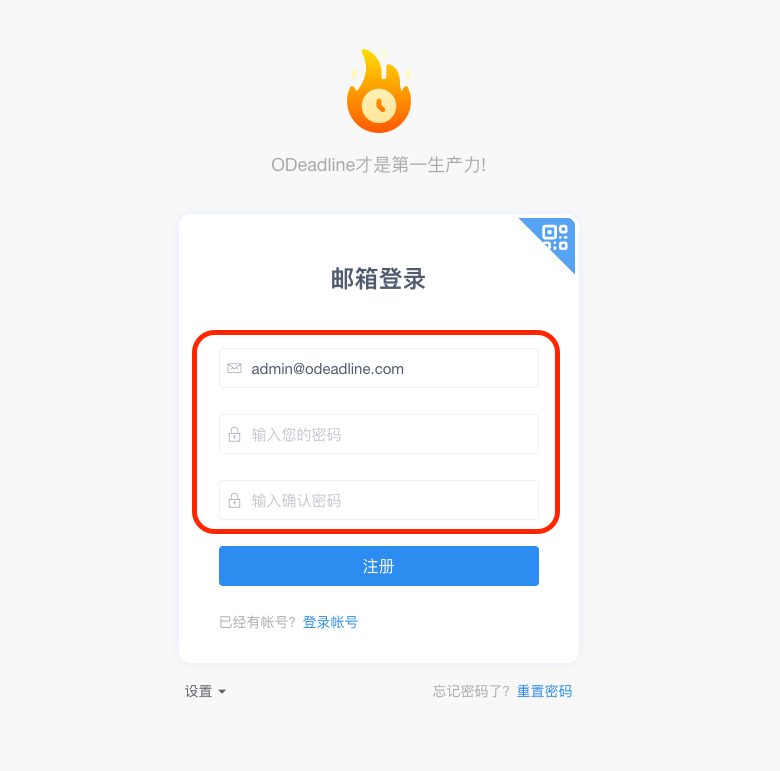 ODeadline才是第一生产力!
邮箱登录
admin@odeadline.com
输入您的密码
输入确认密码
注册
已经有帐号? 登录帐号
设置 忘记密码了? 重置密码